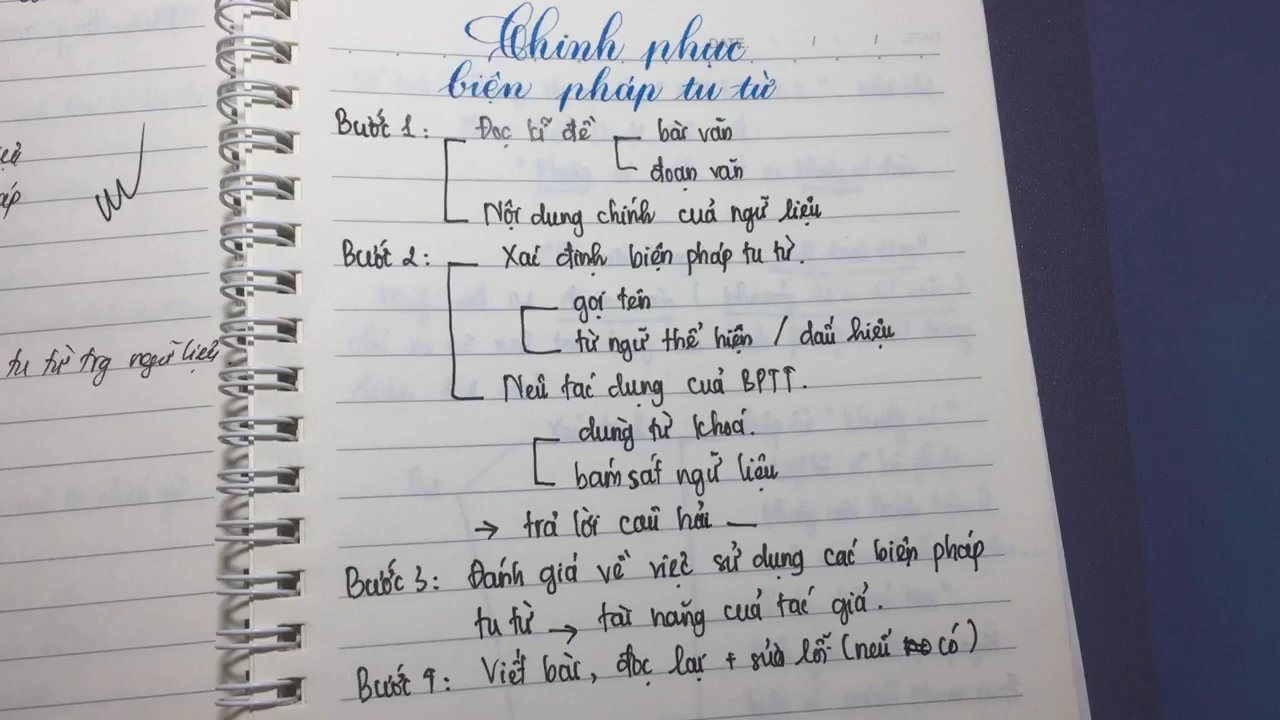 Chinh phục
biện pháp tu từ
Bước 1: Đọc kĩ đề bài văn
đoạn văn
Nội dung chính của ngữ liệu
Bước 2: Xác định biện pháp tu từ.
gọi tên
từ ngữ thể hiện / dấu hiệu
Nêu tác dụng của BPTT.
dùng từ khoá.
bám sát ngữ liệu
→ trả lời câu hỏi —
Bước 3: Đánh giá về việc sử dụng các biện pháp
tu từ → tài năng của tác giả.
Bước 4: Viết bài, đọc lại + sửa lỗi (nếu có)
tu từ trg ngữ liệu.
DATE